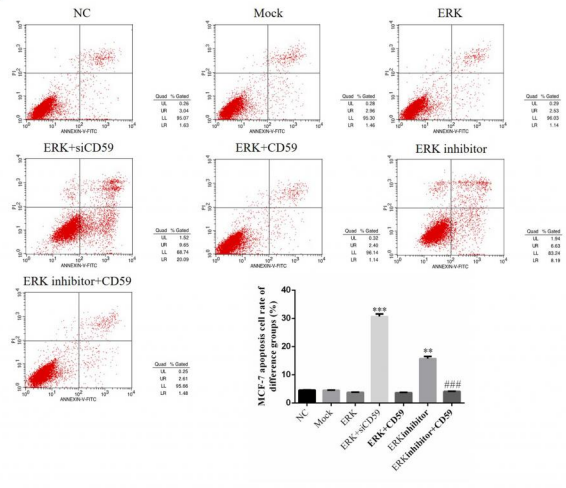 NC
Mock
ERK
Quad % Gated
UL 0.26
UR 3.04
LL 95.07
LR 1.63
ANNEXIN-V-FITC
Quad % Gated
UL 0.28
UR 2.96
LL 95.30
LR 1.46
ANNEXIN-V-FITC
Quad % Gated
UL 0.29
UR 2.53
LL 96.03
LR 1.14
ANNEXIN-V-FITC
ERK+siCD59
ERK+CD59
ERK inhibitor
Quad % Gated
UL 1.52
UR 9.65
LL 68.74
LR 20.09
ANNEXIN-V-FITC
Quad % Gated
UL 0.32
UR 2.40
LL 96.14
LR 1.14
ANNEXIN-V-FITC
Quad % Gated
UL 1.94
UR 6.63
LL 83.24
LR 8.19
ANNEXIN-V-FITC
ERK inhibitor+CD59
Quad % Gated
UL 0.25
UR 2.61
LL 95.66
LR 1.48
ANNEXIN-V-FITC
MCF-7 apoptosis cell rate of
difference groups (%)
40
30
20
10
0
***
**
###
NC
Mock
ERK
ERK+siCD59
ERK+CD59
ERKinhibitor
ERKinhibitor+CD59